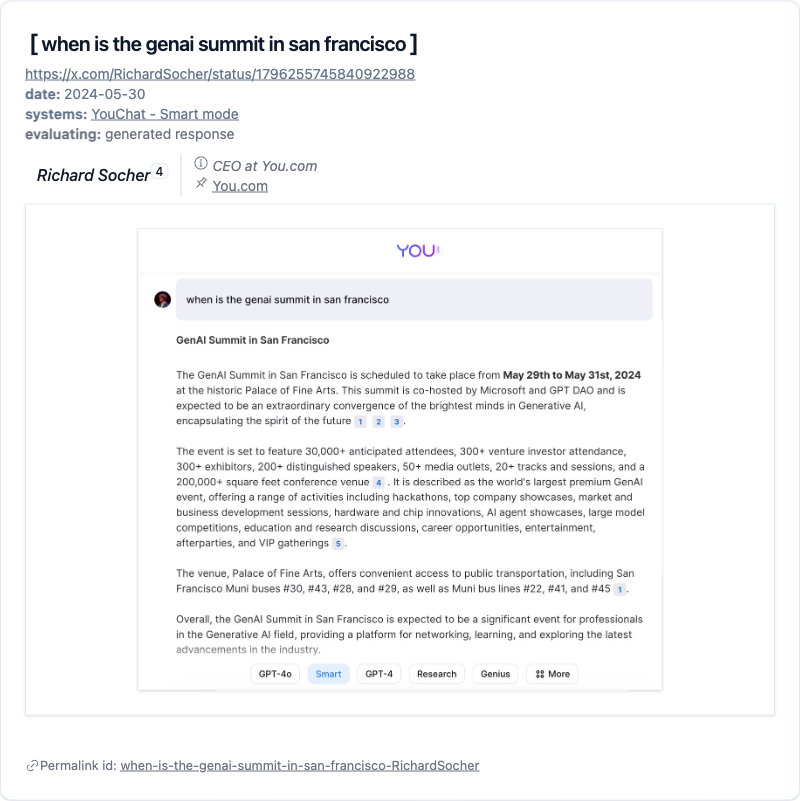 [ when is the genai summit in san francisco ]
https://x.com/RichardSocher/status/1796255745840922988
date: 2024-05-30
systems: YouChat - Smart mode
evaluating: generated response
Richard Socher 4
CEO at You.com
You.com
YOU
when is the genai summit in san francisco
GenAI Summit in San Francisco
The GenAI Summit in San Francisco is scheduled to take place from May 29th to May 31st, 2024
at the historic Palace of Fine Arts. This summit is co-hosted by Microsoft and GPT DAO and is
expected to be an extraordinary convergence of the brightest minds in Generative AI,
encapsulating the spirit of the future 1 2 3 .
The event is set to feature 30,000+ anticipated attendees, 300+ venture investor attendance,
300+ exhibitors, 200+ distinguished speakers, 50+ media outlets, 20+ tracks and sessions, and a
200,000+ square feet conference venue 4 . It is described as the world's largest premium GenAI
event, offering a range of activities including hackathons, top company showcases, market and
business development sessions, hardware and chip innovations, AI agent showcases, large model
competitions, education and research discussions, career opportunities, entertainment,
afterparties, and VIP gatherings 5 .
The venue, Palace of Fine Arts, offers convenient access to public transportation, including San
Francisco Muni buses #30, #43, #28, and #29, as well as Muni bus lines #22, #41, and #45 1 .
Overall, the GenAI Summit in San Francisco is expected to be a significant event for professionals
in the Generative AI field, providing a platform for networking, learning, and exploring the latest
advancements in the industry.
GPT-4o Smart GPT-4 Research Genius More
Permalink id: when-is-the-genai-summit-in-san-francisco-RichardSocher